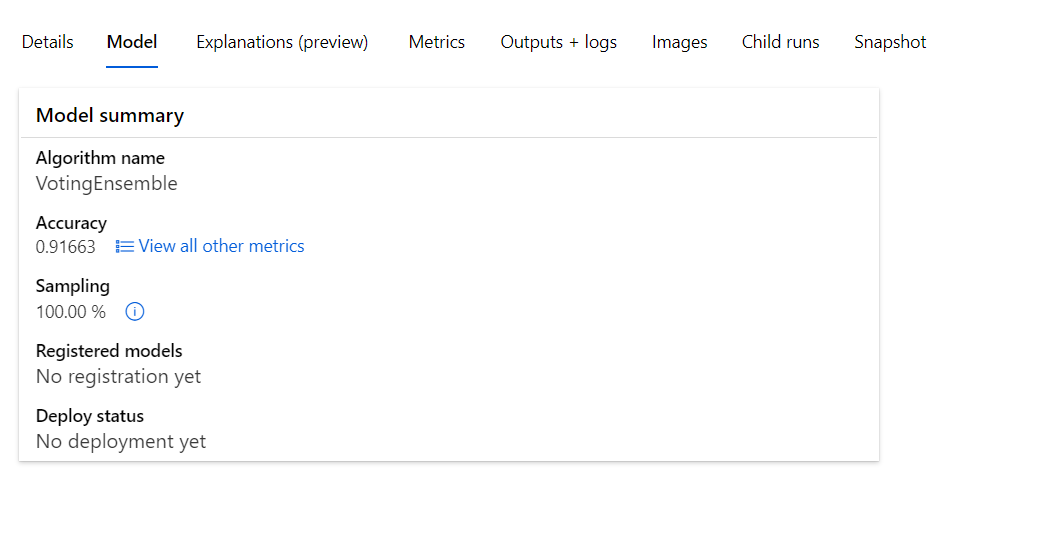 Details Model Explanations (preview) Metrics Outputs + logs Images Child runs Snapshot
Model summary
Algorithm name
VotingEnsemble
Accuracy
0.91663 View all other metrics
Sampling
100.00 %
Registered models
No registration yet
Deploy status
No deployment yet